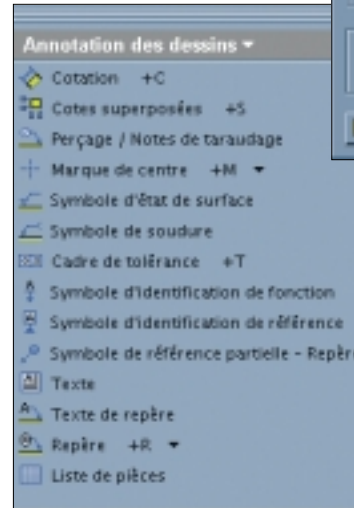 Annotation des dessins
Cotation +C
Cotes superposées +S
Perçage / Notes de taraudage
Marque de centre +M
Symbole d'état de surface
Symbole de soudure
Cadre de tolérance +T
Symbole d'identification de fonction
Symbole d'identification de référence
Symbole de référence partielle - Repère
Texte
Texte de repère
Repère +R
Liste de pièces